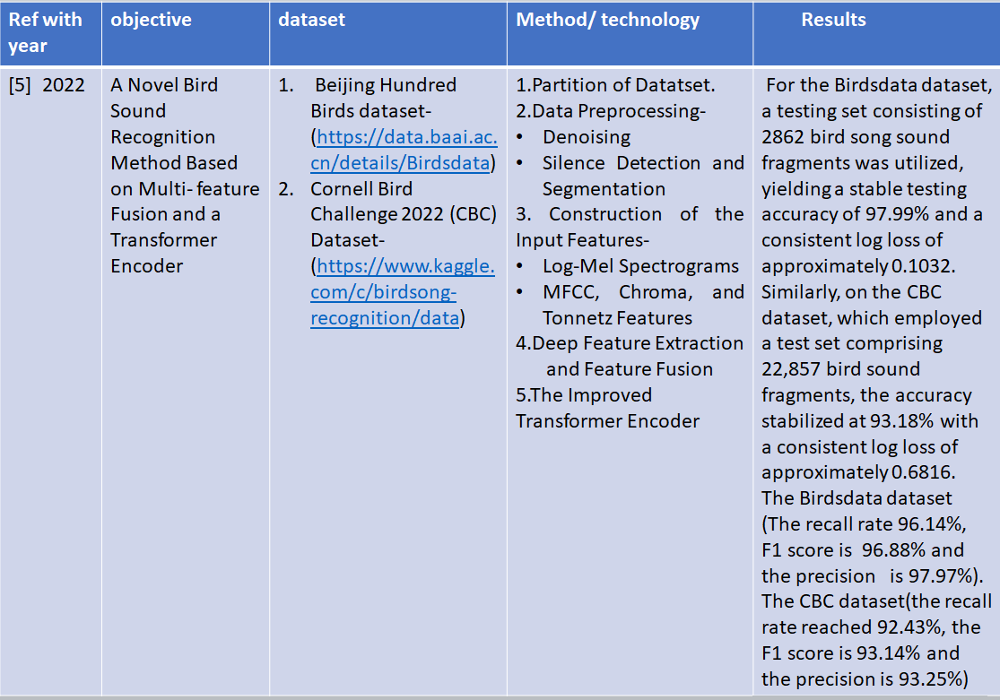 Ref with
year
objective
dataset
Method/ technology
Results
[5] 2022
A Novel Bird
Sound
Recognition
Method Based
on Multi- feature
Fusion and a
Transformer
Encoder
1. Beijing Hundred
Birds dataset-
(https://data.baai.ac.
cn/details/Birdsdata)
2. Cornell Bird
Challenge 2022 (CBC)
Dataset-
(https://www.kaggle.
com/c/birdsong-
recognition/data)
1.Partition of Datatset.
2.Data Preprocessing-
• Denoising
• Silence Detection and
Segmentation
3. Construction of the
Input Features-
• Log-Mel Spectrograms
• MFCC, Chroma, and
Tonnetz Features
4.Deep Feature Extraction
and Feature Fusion
5.The Improved
Transformer Encoder
For the Birdsdata dataset,
a testing set consisting of
2862 bird song sound
fragments was utilized,
yielding a stable testing
accuracy of 97.99% and a
consistent log loss of
approximately 0.1032.
Similarly, on the CBC
dataset, which employed
a test set comprising
22,857 bird sound
fragments, the accuracy
stabilized at 93.18% with
a consistent log loss of
approximately 0.6816.
The Birdsdata dataset
(The recall rate 96.14%,
F1 score is 96.88% and
the precision is 97.97%).
The CBC dataset(the recall
rate reached 92.43%, the
F1 score is 93.14% and
the precision is 93.25%)